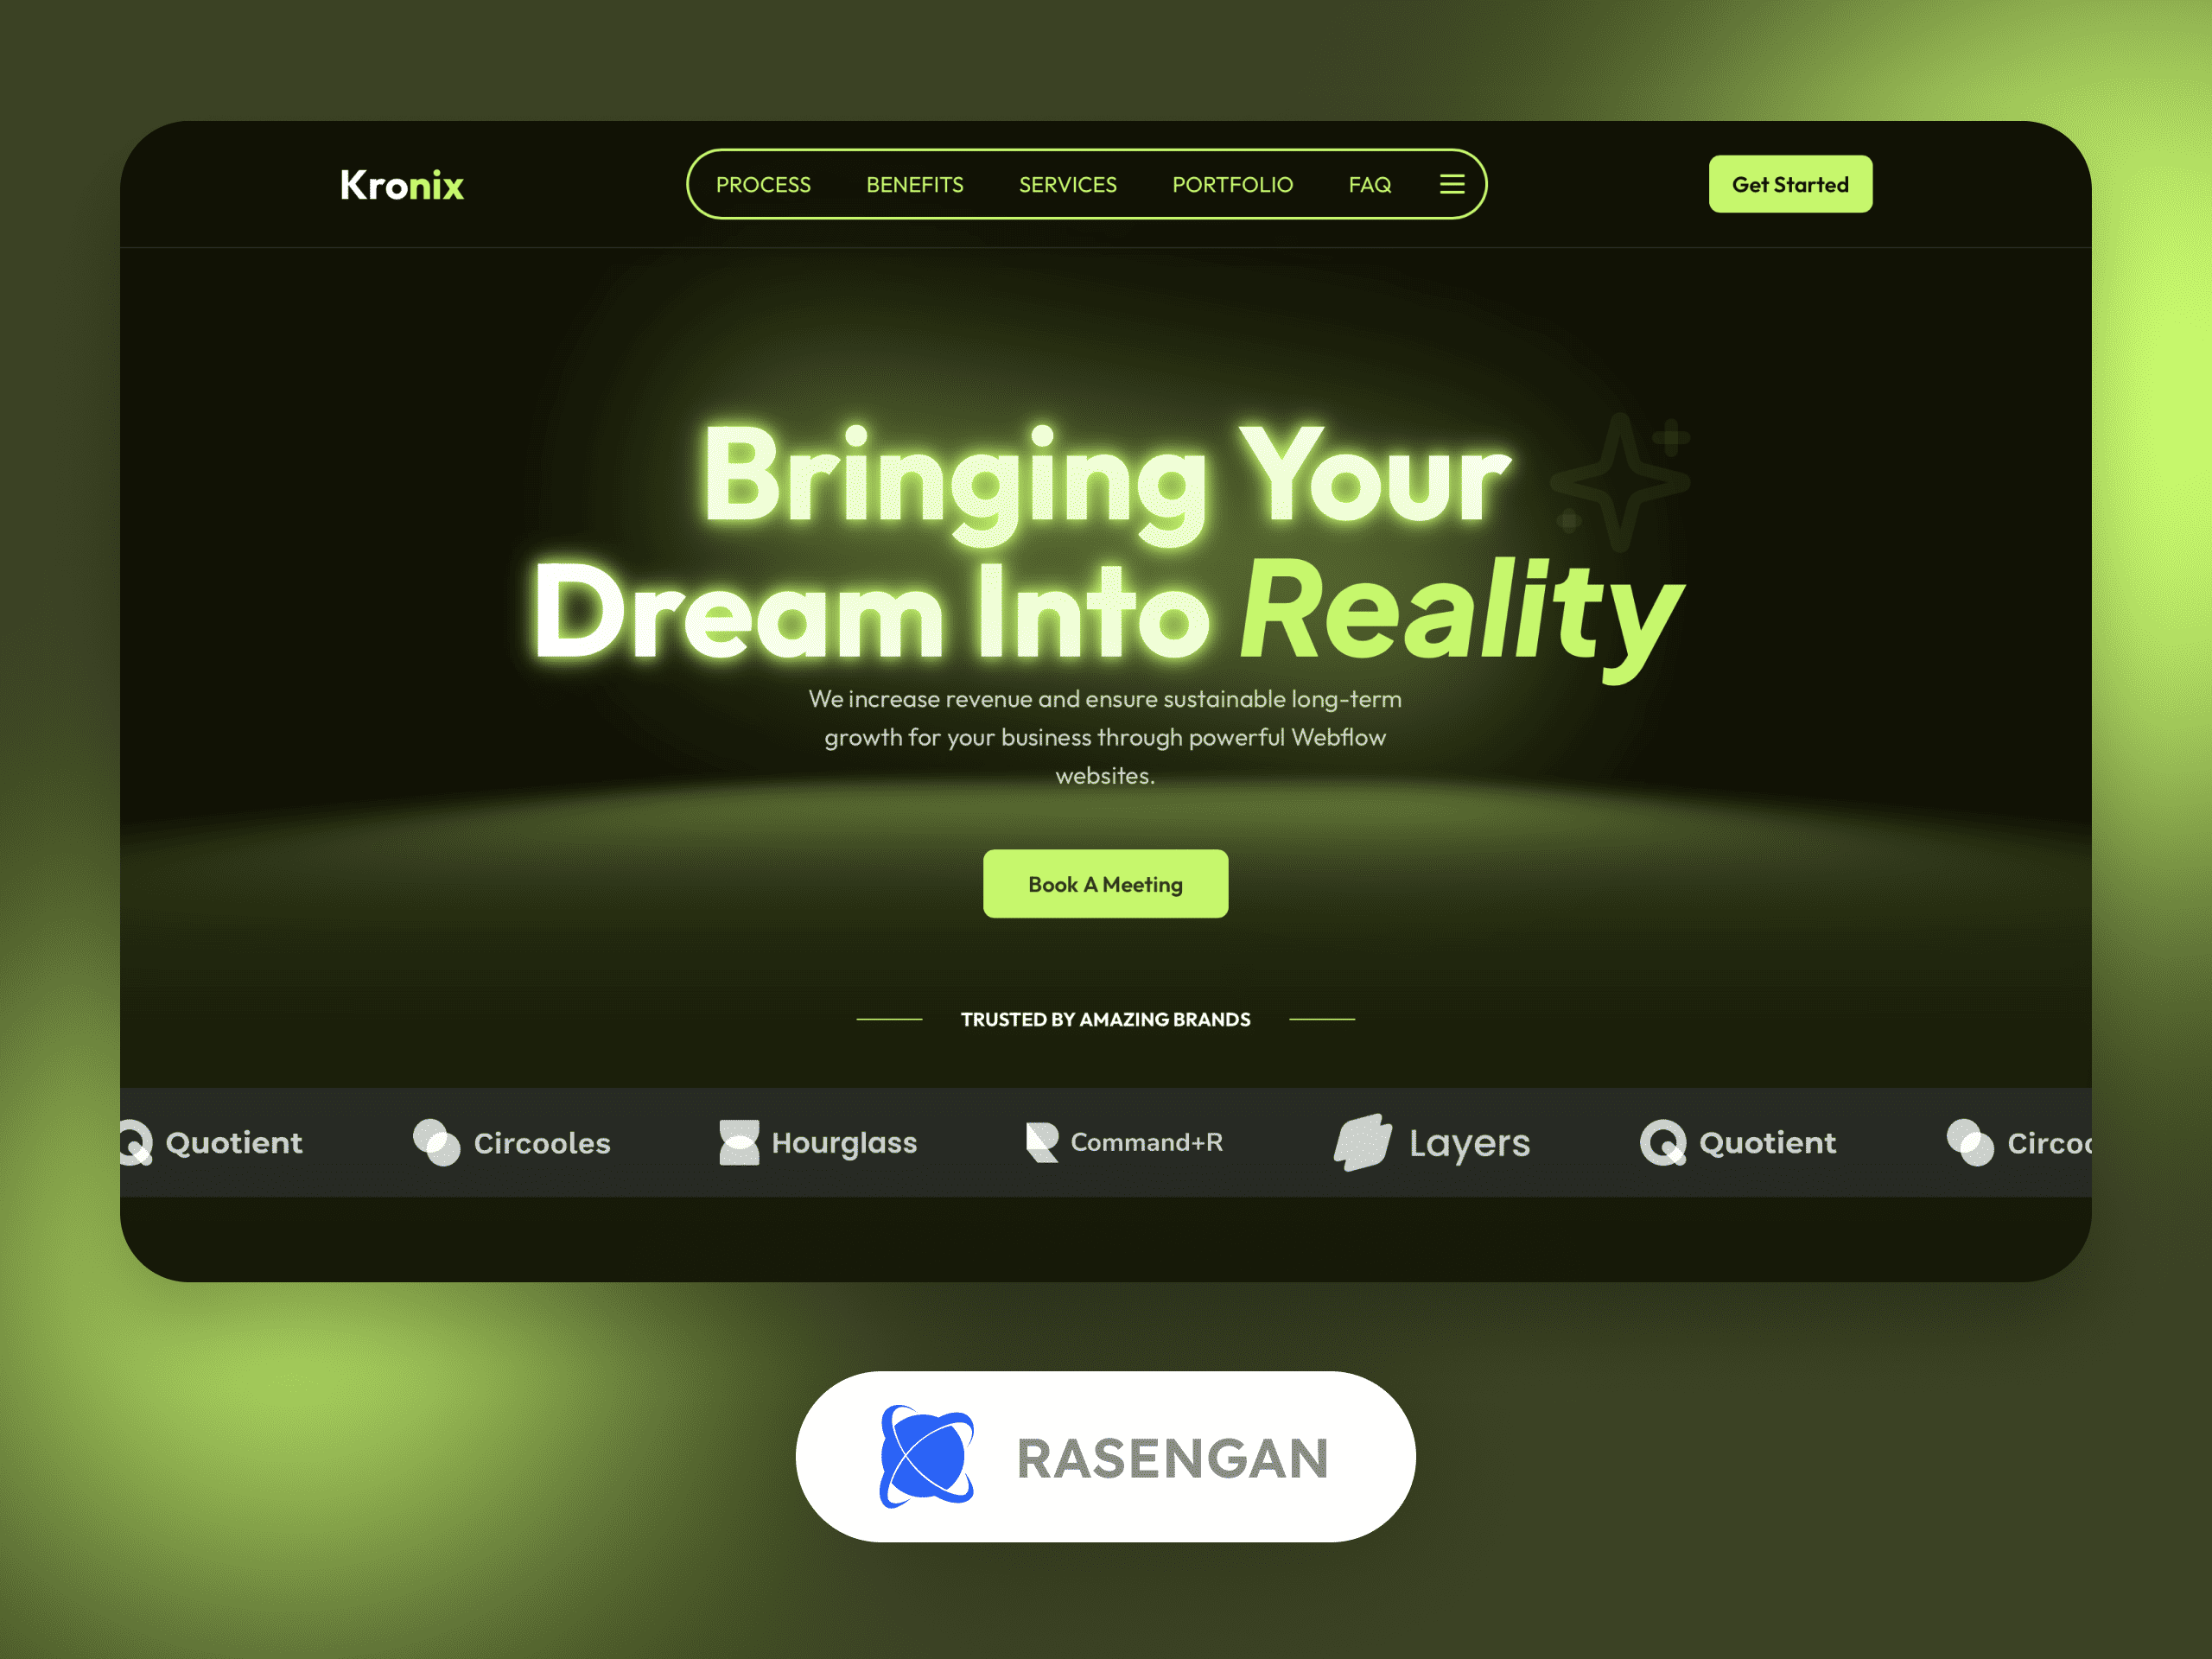 Kronix
PROCESS BENEFITS SERVICES PORTFOLIO FAQ
Get Started
Bringing Your
Dream Into Reality
We increase revenue and ensure sustainable long-term
growth for your business through powerful Webflow
websites.
Book A Meeting
TRUSTED BY AMAZING BRANDS
Quotient Circooles Hourglass Command+R Layers Quotient Circoo
RASENGAN